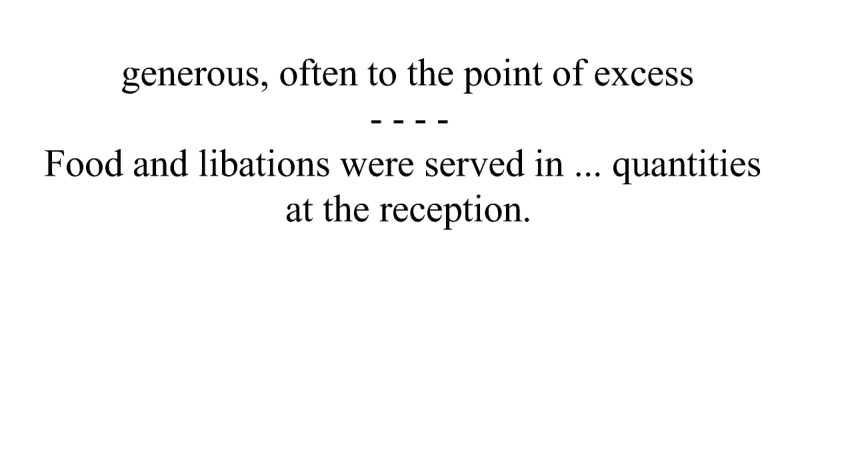 generous, often to the point of excess
- - - -
Food and libations were served in ... quantities
at the reception.